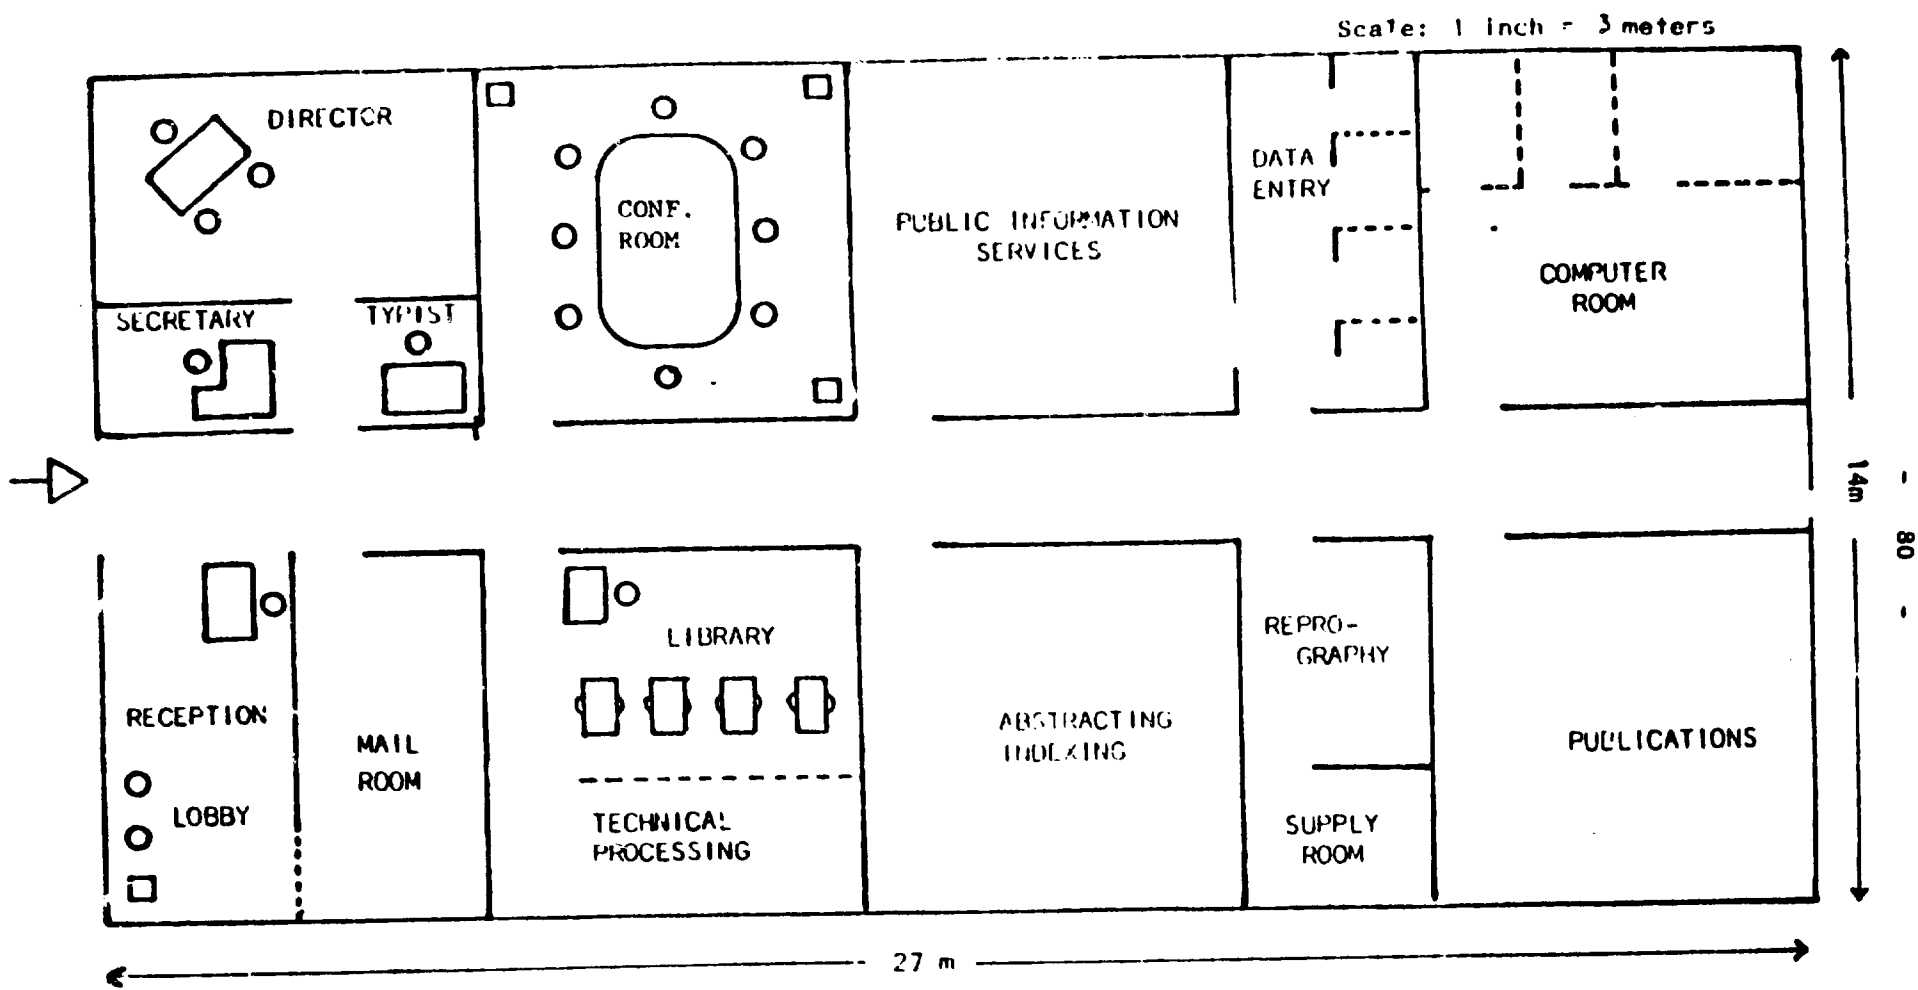 Scale: 1 inch = 3 meters
DIRECTOR
CONF.
ROOM
PUBLIC INFORMATION
SERVICES
DATA
ENTRY
COMPUTER
ROOM
SECRETARY
TYPIST
14m
- 80 -
RECEPTION
LOBBY
MAIL
ROOM
LIBRARY
TECHNICAL
PROCESSING
ABSTRACTING
INDEXING
REPRO-
GRAPHY
SUPPLY
ROOM
PUBLICATIONS
27 m